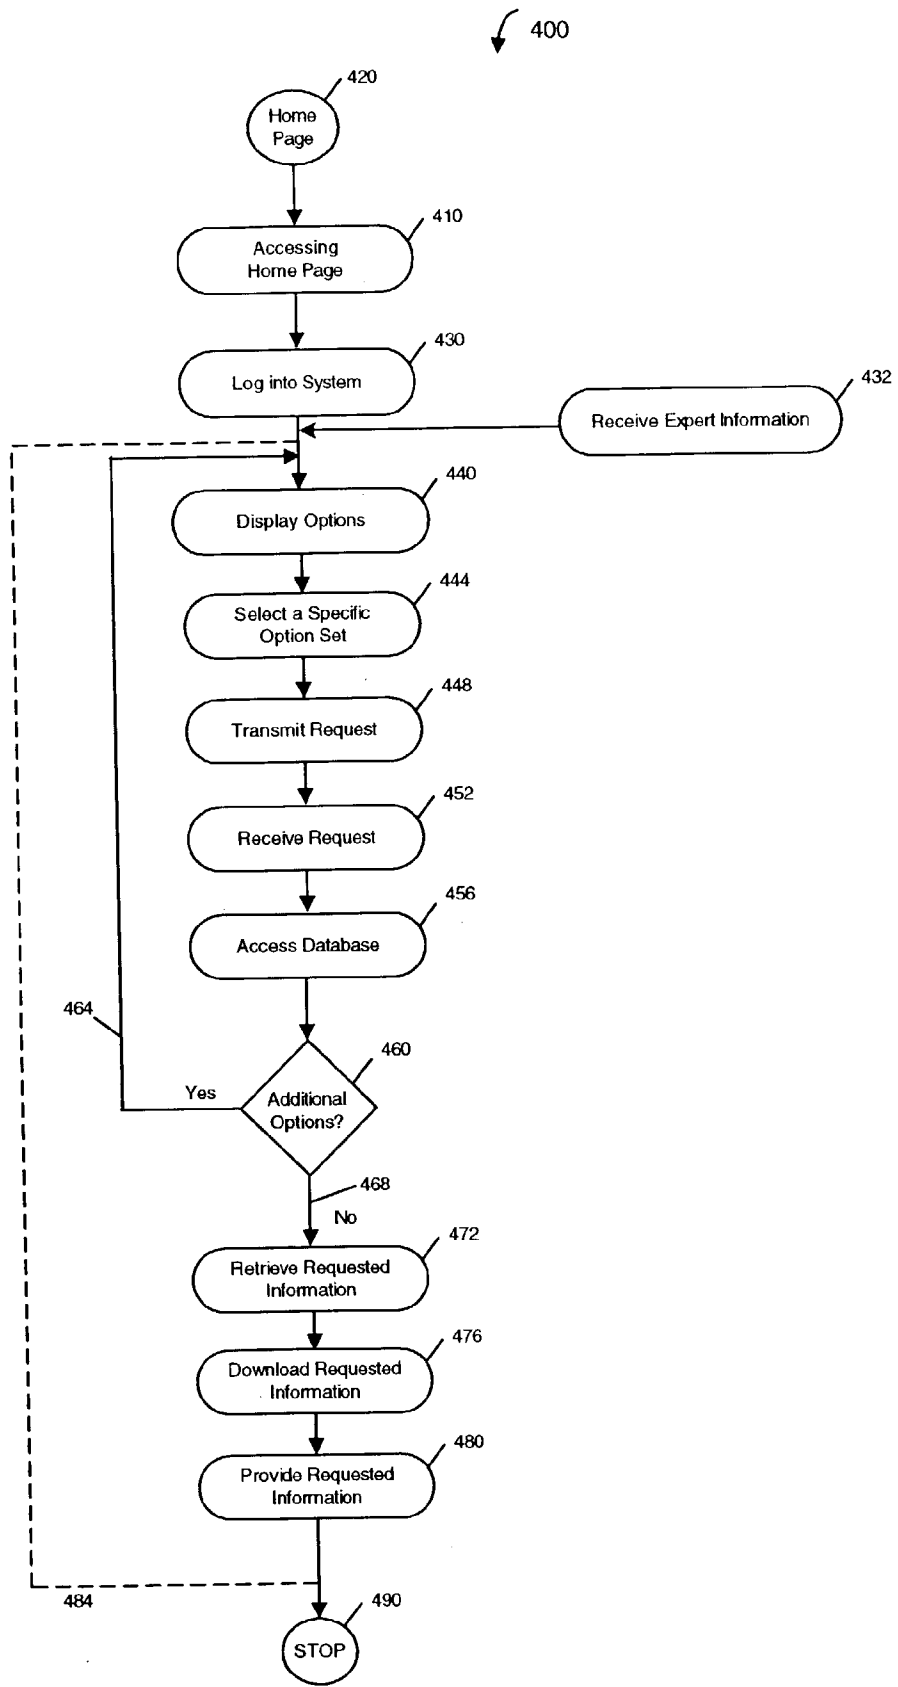 400
420
Home
Page
410
Accessing
Home Page
430
Log into System
432
Receive Expert Information
440
Display Options
444
Select a Specific
Option Set
448
Transmit Request
452
Receive Request
456
Access Database
464
460
Yes
Additional
Options?
468
No
472
Retrieve Requested
Information
476
Download Requested
Information
480
Provide Requested
Information
484
490
STOP